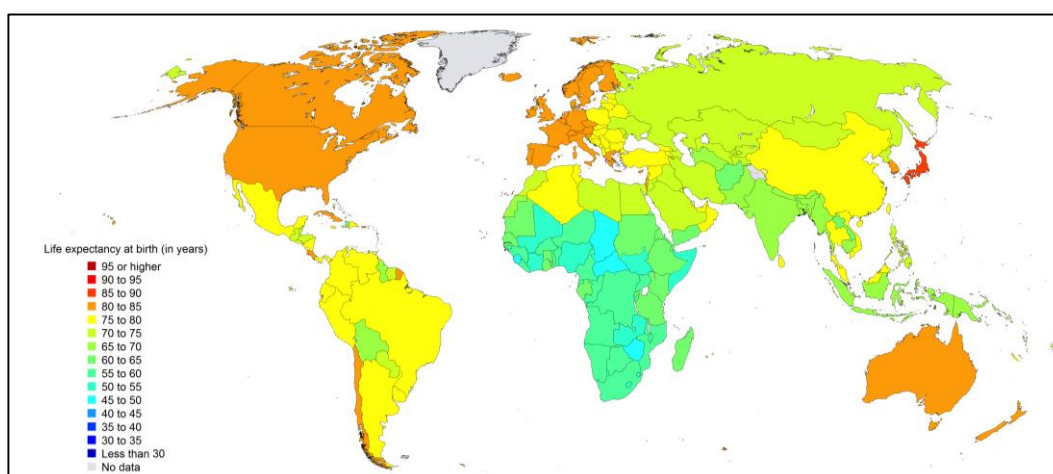 Life expectancy at birth (in years)
95 or higher
90 to 95
85 to 90
80 to 85
75 to 80
70 to 75
65 to 70
60 to 65
55 to 60
50 to 55
45 to 50
40 to 45
35 to 40
30 to 35
Less than 30
No data